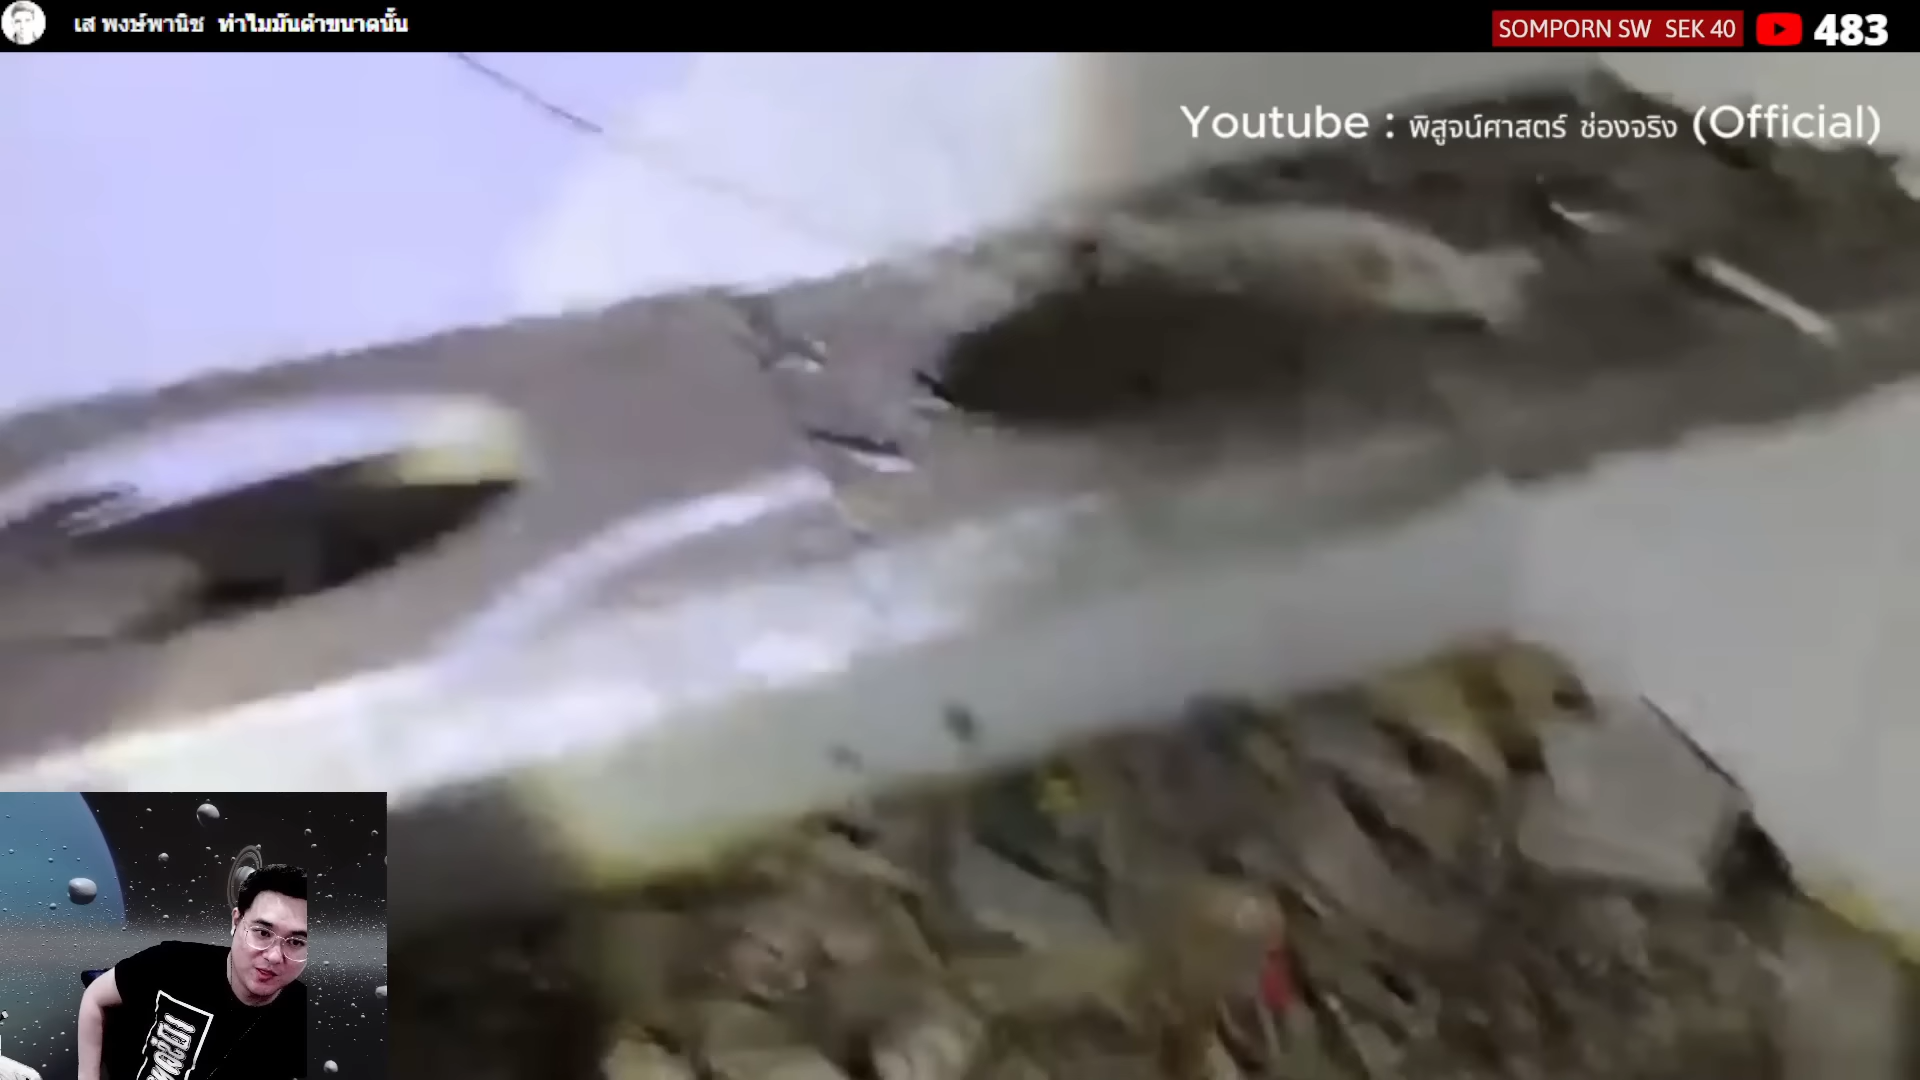 เส พงษ์พานิช ทำไมมันดำขนาดนั้น
SOMPORN SW SEK 40
483
Youtube : พิสูจน์ศาสตร์ ช่องจริง (Official)